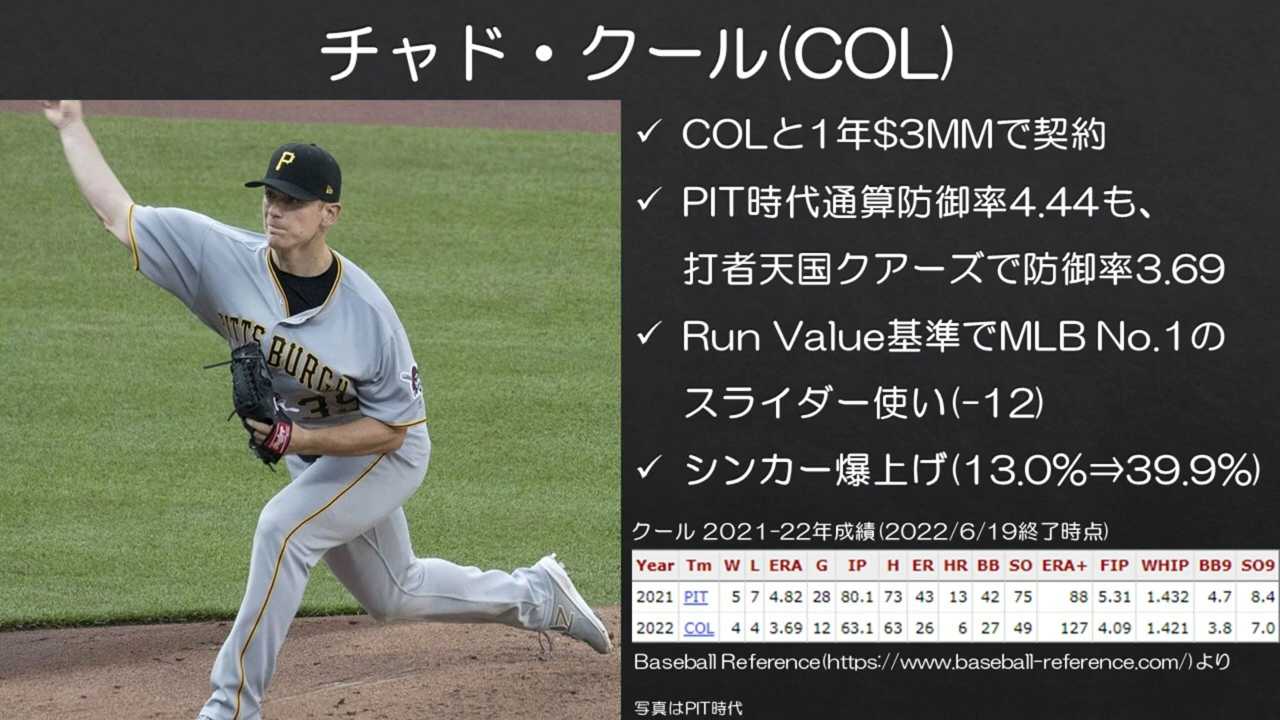 チャド・クール(COL)
P
PITTSBURGH
39
✓ COLと1年$3MMで契約
✓ PIT時代通算防御率4.44も、
打者天国クアーズで防御率3.69
✓ Run Value基準でMLB No.1の
スライダー使い(-12)
✓ シンカー爆上げ(13.0%⇒39.9%)
クール 2021-22年成績(2022/6/19終了時点)
Year Tm W L ERA G IP H ER HR BB SO ERA+ FIP WHIP BB9 SO9
2021 PIT 5 7 4.82 28 80.1 73 43 13 42 75 88 5.31 1.432 4.7 8.4
2022 COL 4 4 3.69 12 63.1 63 26 6 27 49 127 4.09 1.421 3.8 7.0
Baseball Reference(https://www.baseball-reference.com/)より
写真はPIT時代